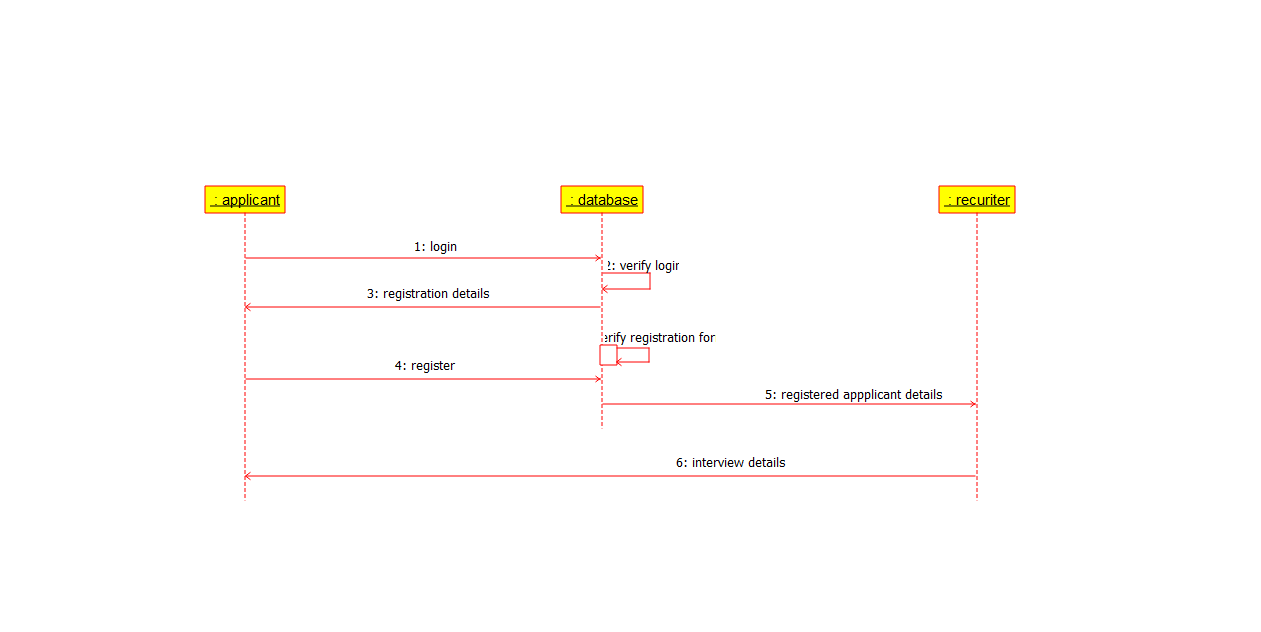 : applicant
: database
: recuriter
1: login
2: verify login
3: registration details
erify registration for
4: register
5: registered appplicant details
6: interview details